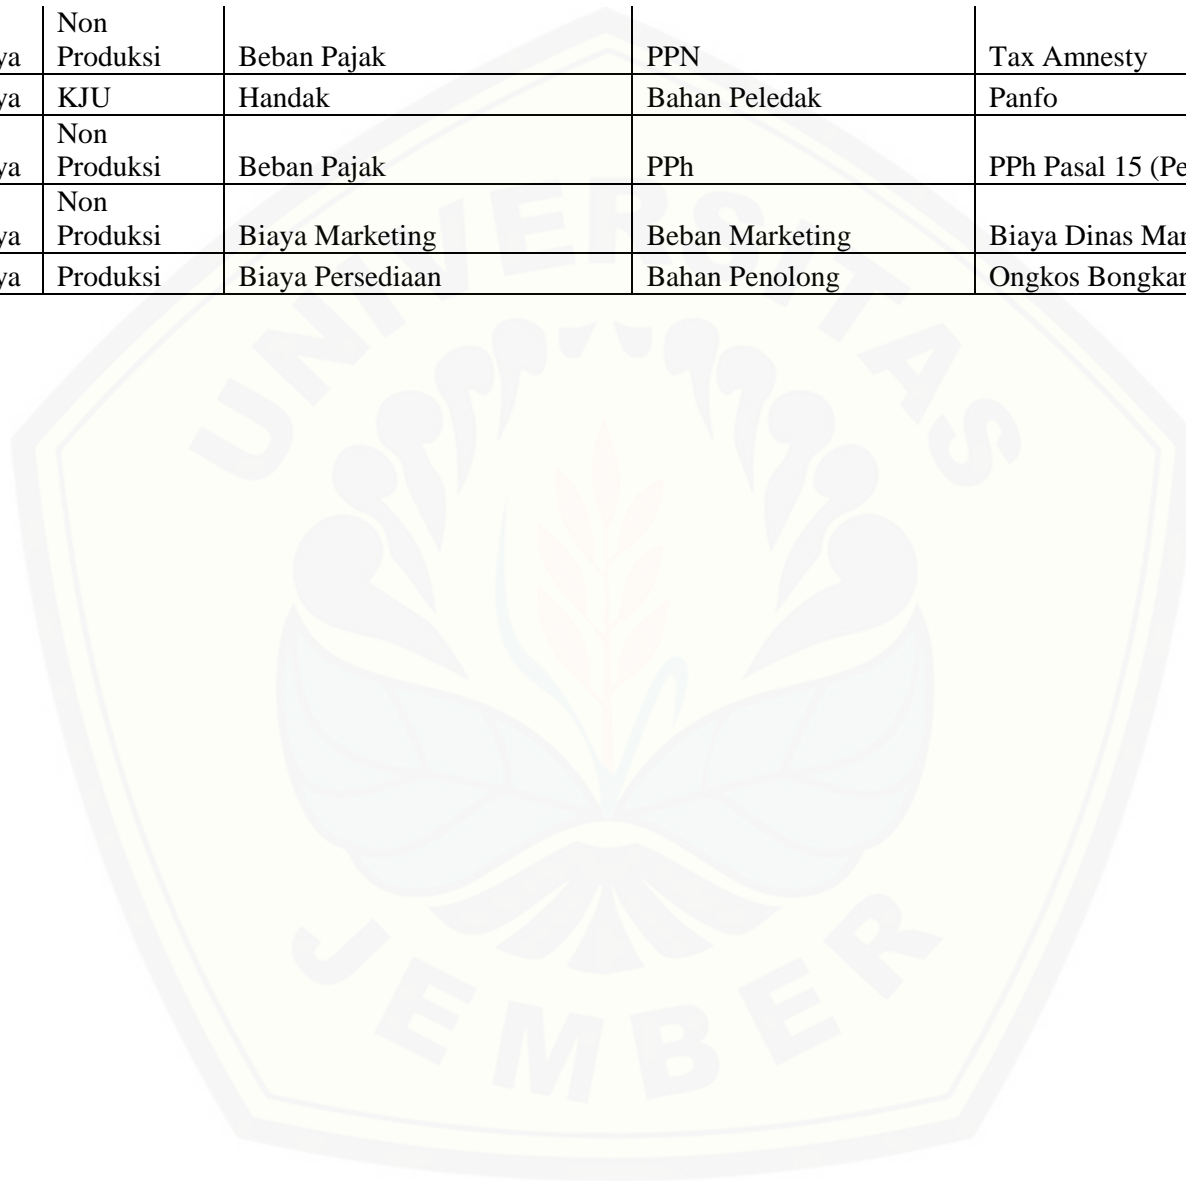 Non
ya Produksi Beban Pajak PPN Tax Amnesty
ya KJU Handak Bahan Peledak Panfo
Non
ya Produksi Beban Pajak PPh PPh Pasal 15 (Pe
Non
ya Produksi Biaya Marketing Beban Marketing Biaya Dinas Mar
ya Produksi Biaya Persediaan Bahan Penolong Ongkos Bongkar
UNIVERSITAS
JEMBER